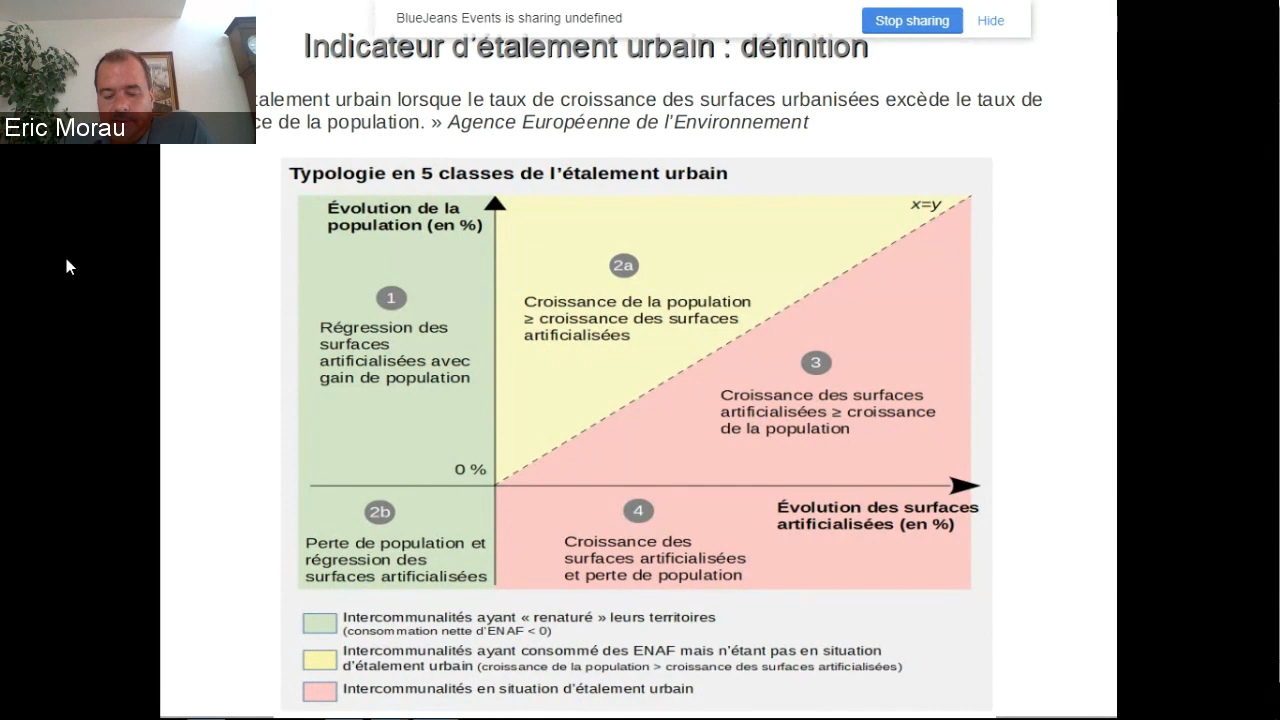 BlueJeans Events is sharing undefined
Stop sharing
Hide
Indicateur d'étalement urbain : définition
talement urbain lorsque le taux de croissance des surfaces urbanisées excède le taux de
ce de la population. » Agence Européenne de l'Environnement
Eric Morau
Typologie en 5 classes de l'étalement urbain
Évolution de la
population (en %)
x=y
2a
Croissance de la population
≥ croissance des surfaces
artificialisées
1
Régression des
surfaces
artificialisées avec
gain de population
3
Croissance des surfaces
artificialisées ≥ croissance
de la population
0 %
2b
Perte de population et
régression des
surfaces artificialisées
4
Croissance des
surfaces artificialisées
et perte de population
Évolution des surfaces
artificialisées (en %)
Intercommunalités ayant « renaturé » leurs territoires
(consommation nette d'ENAF < 0)
Intercommunalités ayant consommé des ENAF mais n'étant pas en situation
d'étalement urbain (croissance de la population > croissance des surfaces artificialisées)
Intercommunalités en situation d'étalement urbain